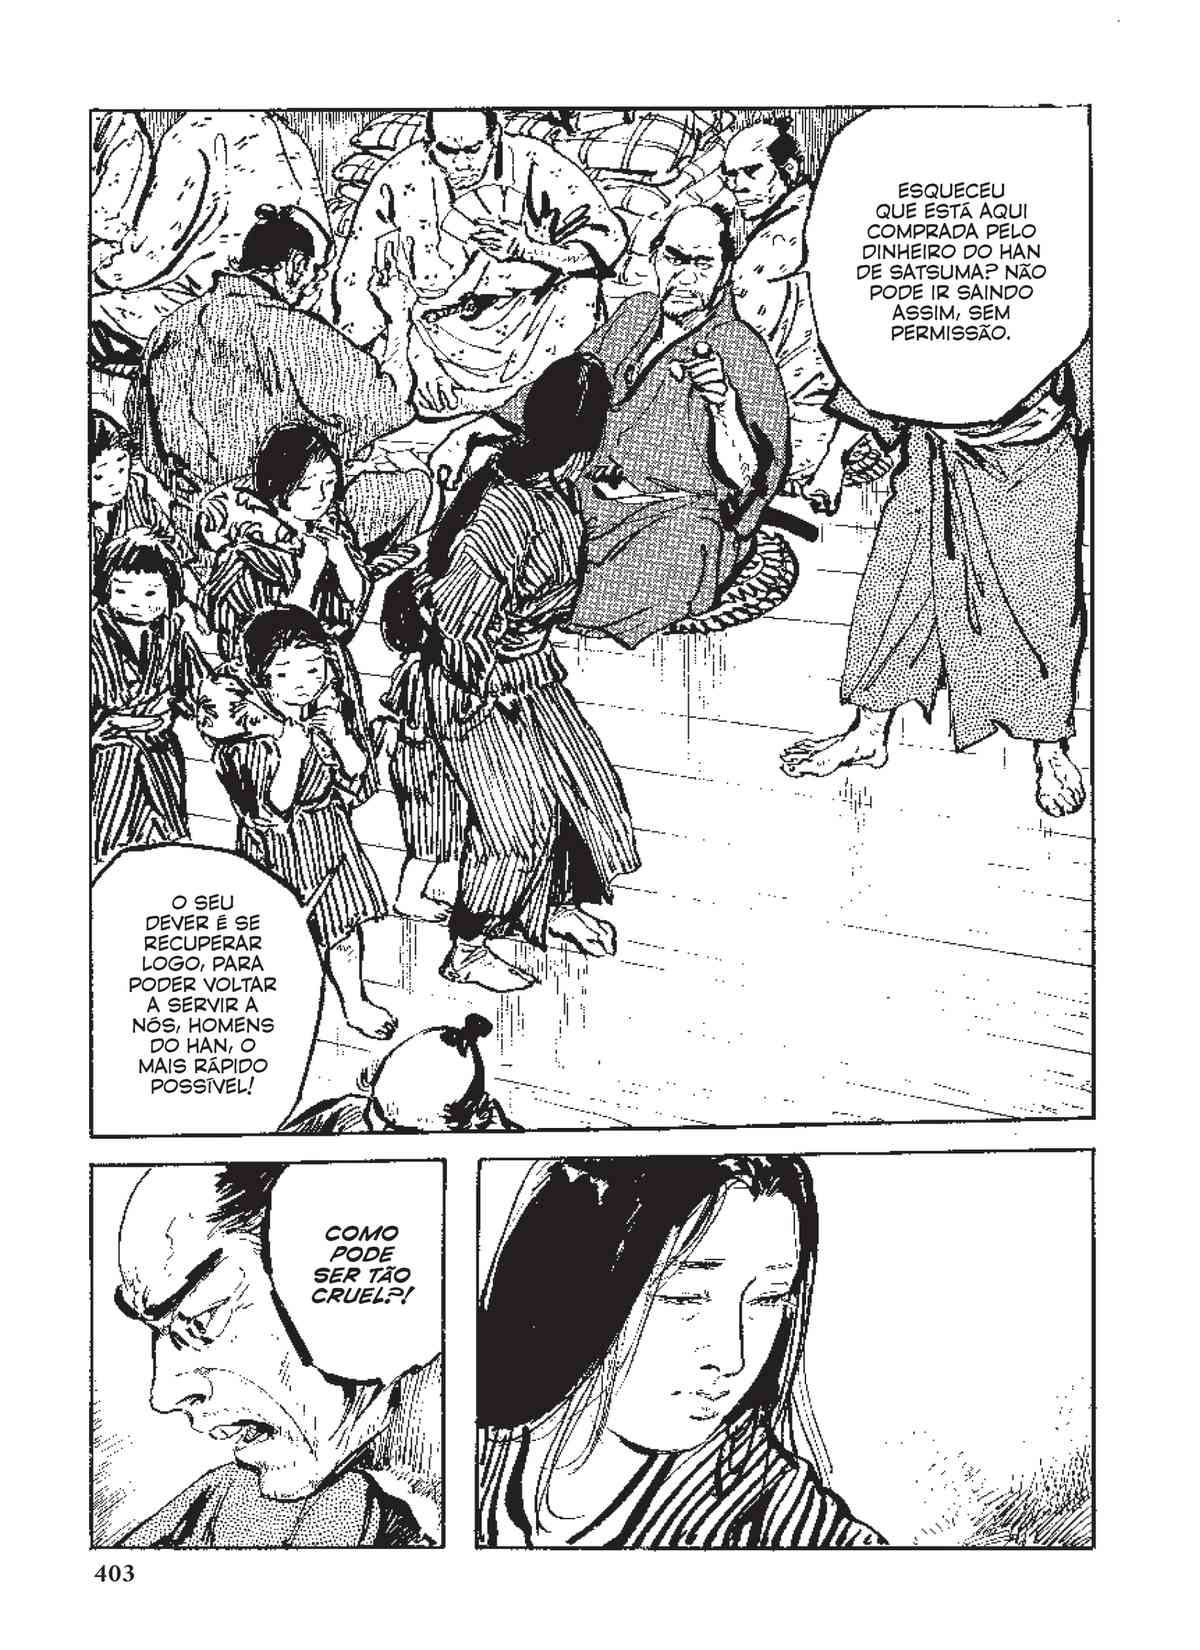 ESQUECEU
QUE ESTÁ AQUI
COMPRADA PELO
DINHEIRO DO HAN
DE SATSUMA? NÃO
PODE IR SAINDO
ASSIM, SEM
PERMISSÃO.
O SEU
DEVER É SE
RECUPERAR
LOGO, PARA
PODER VOLTAR
A SERVIR A
NÓS, HOMENS
DO HAN, O
MAIS RÁPIDO
POSSÍVEL!
COMO
PODE
SER TÃO
CRUEL?!
403